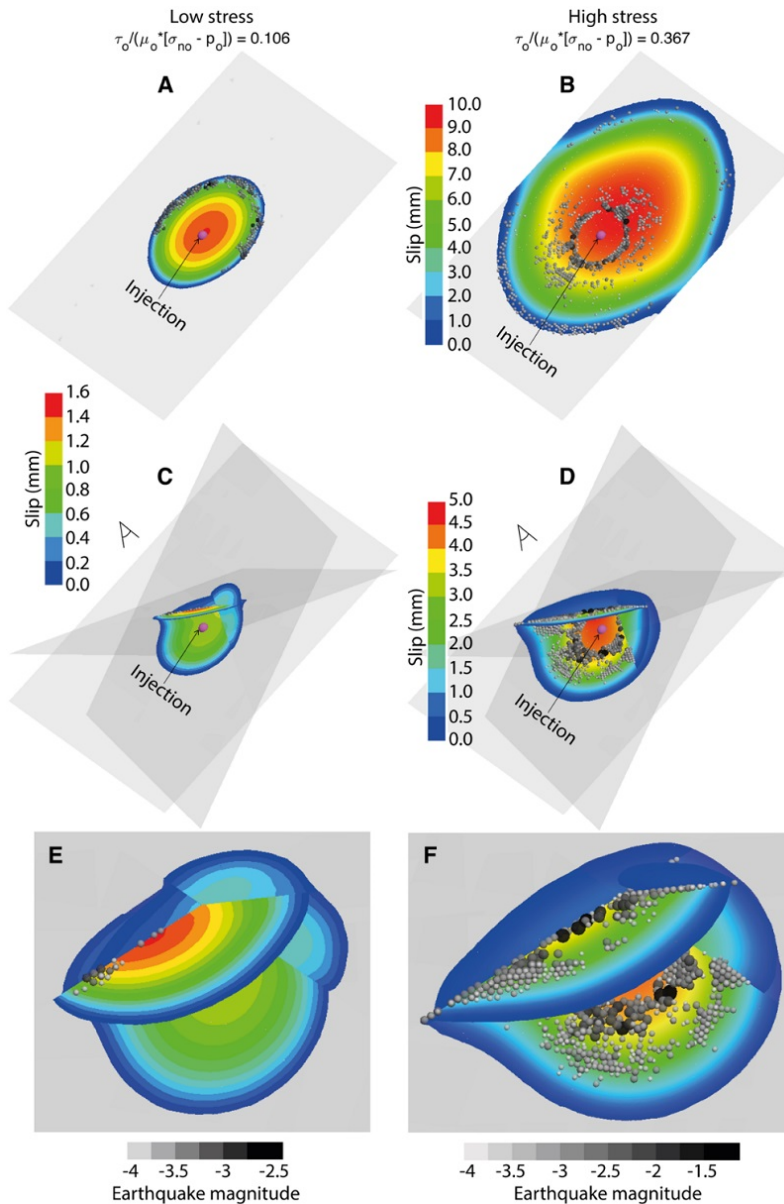 Low stress
τo/(μo*[σno - po]) = 0.106
High stress
τo/(μo*[σno - po]) = 0.367
A
Injection
B
10.0
9.0
8.0
7.0
6.0
5.0
4.0
3.0
2.0
1.0
0.0
Slip (mm)
Injection
1.6
1.4
1.2
1.0
0.8
0.6
0.4
0.2
0.0
Slip (mm)
C
A
Injection
5.0
4.5
4.0
3.5
3.0
2.5
2.0
1.5
1.0
0.5
0.0
Slip (mm)
D
A
Injection
E
F
-4 -3.5 -3 -2.5
Earthquake magnitude
-4 -3.5 -3 -2.5 -2 -1.5
Earthquake magnitude